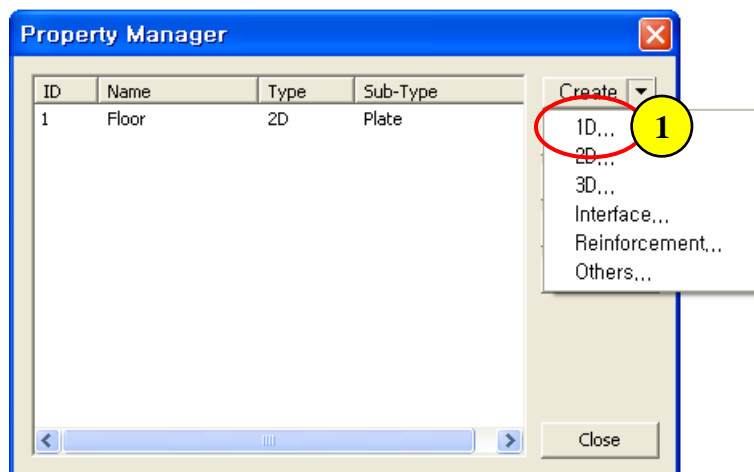 Property Manager
ID Name Type Sub-Type
1 Floor 2D Plate
Create
1D...
1
2D...
3D...
Interface...
Reinforcement...
Others...
Close